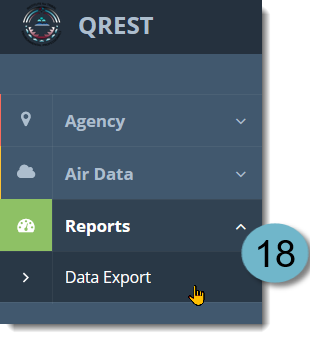 QREST
Agency
Air Data
Reports
18
Data Export